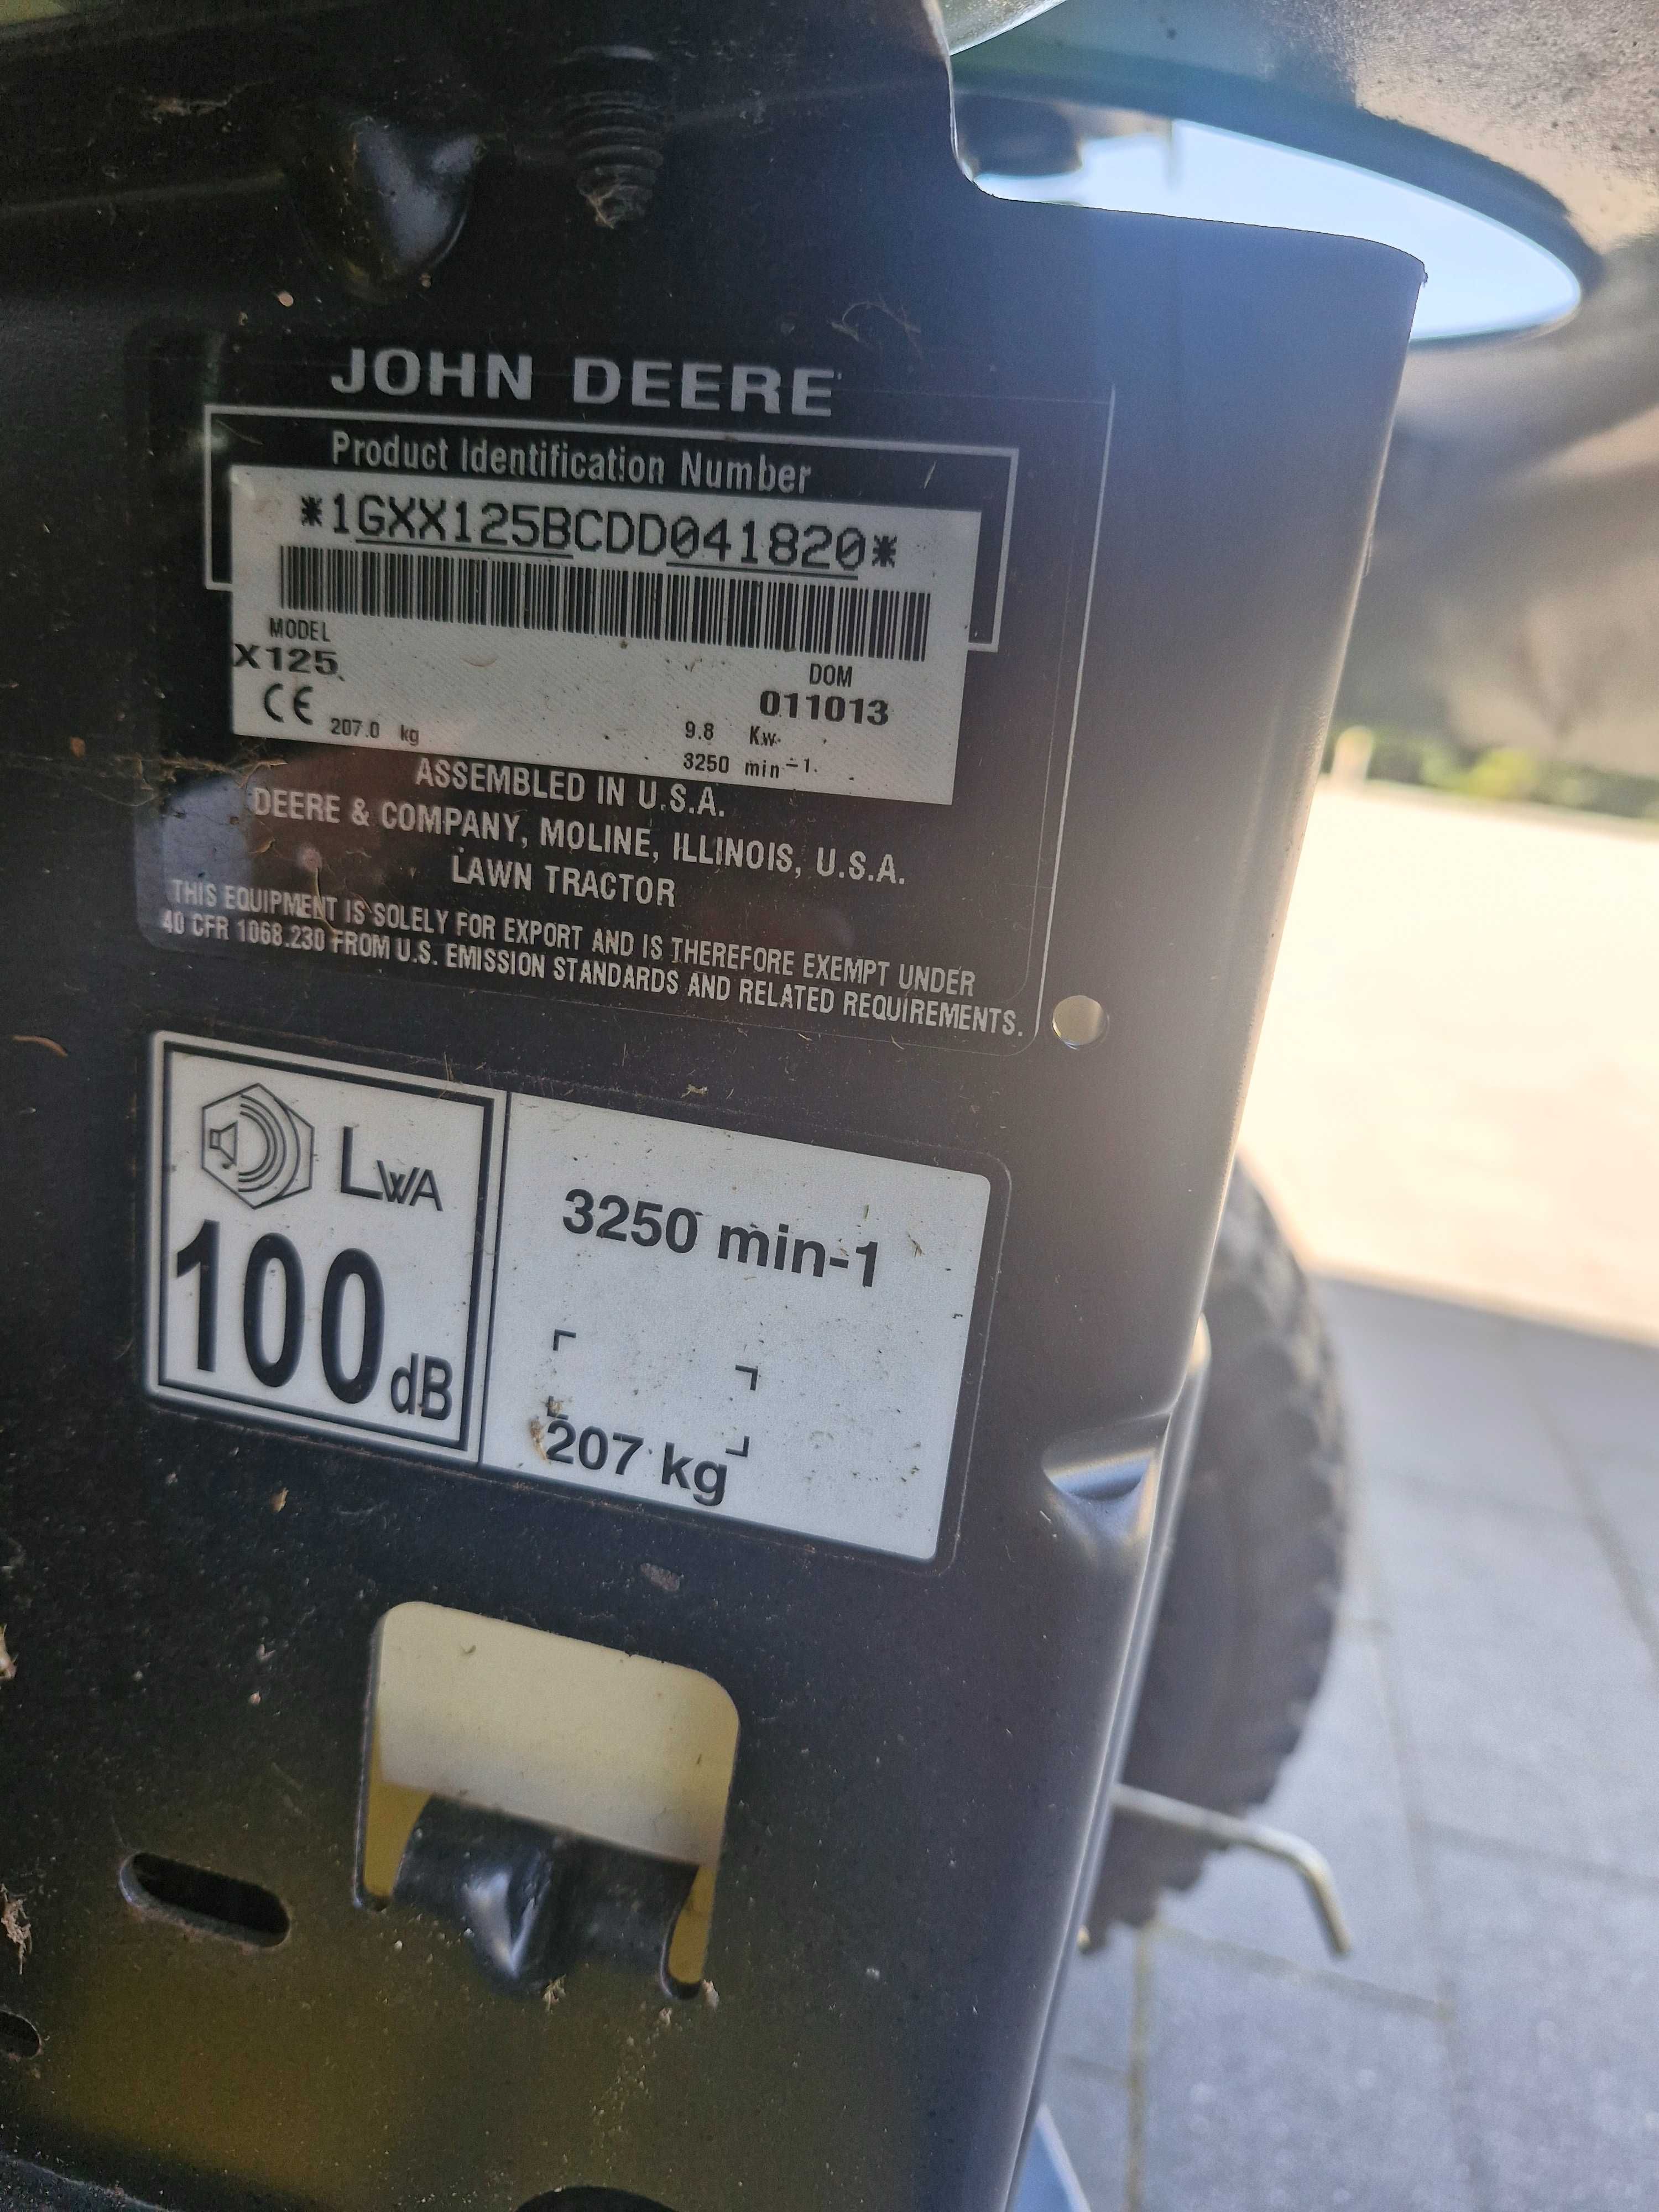 JOHN DEERE
Product Identification Number
*1GXX125BCDD041820*
MODEL
X125
DOM
011013
CE
207.0 kg
9.8 Kw
3250 min-1
ASSEMBLED IN U.S.A.
DEERE & COMPANY, MOLINE, ILLINOIS, U.S.A.
LAWN TRACTOR
THIS EQUIPMENT IS SOLELY FOR EXPORT AND IS THEREFORE EXEMPT UNDER
40 CFR 1068.230 FROM U.S. EMISSION STANDARDS AND RELATED REQUIREMENTS.
LWA
100 dB
3250 min-1
207 kg